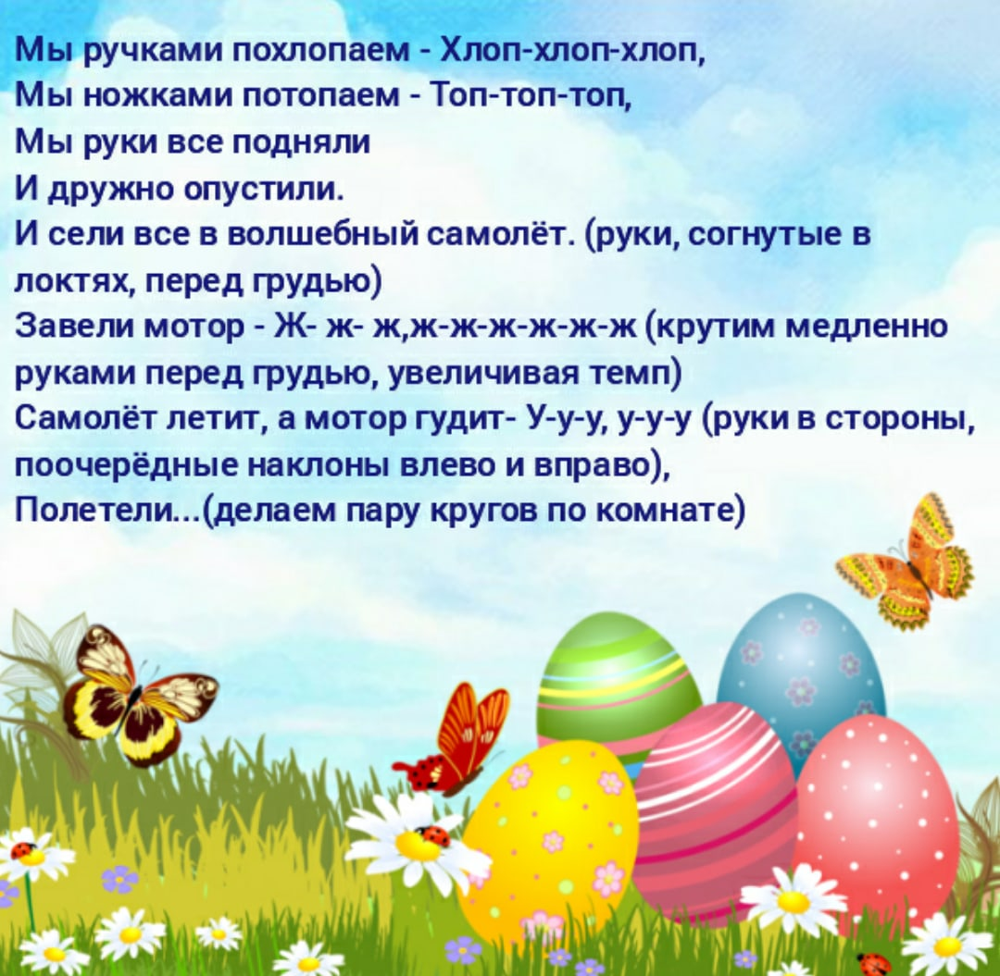 Мы ручками похлопаем - Хлоп-хлоп-хлоп,
Мы ножками потопаем - Топ-топ-топ,
Мы руки все подняли
И дружно опустили.
И сели все в волшебный самолёт. (руки, согнутые в
локтях, перед грудью)
Завели мотор - Ж- ж- ж,ж-ж-ж-ж-ж-ж (крутим медленно
руками перед грудью, увеличивая темп)
Самолёт летит, а мотор гудит- У-у-у, у-у-у (руки в стороны,
поочерёдные наклоны влево и вправо),
Полетели...(делаем пару кругов по комнате)